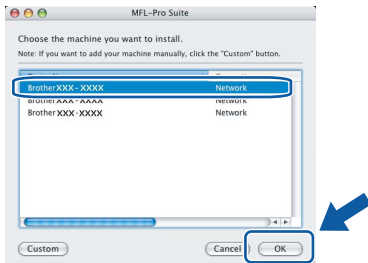 MFL-Pro Suite
Choose the machine you want to install.
Note: If you want to add your machine manually, click the "Custom" button.
Brother XXX-XXXX Network
Brother XXX-XXXX Network
Brother XXX-XXXX Network
Custom Cancel OK